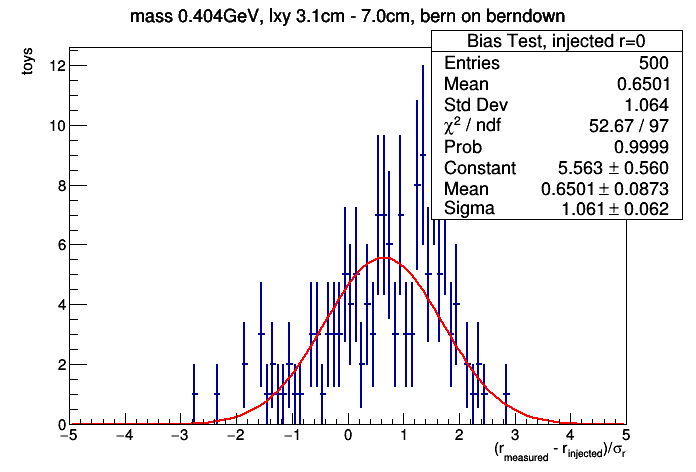 mass 0.404GeV, lxy 3.1cm - 7.0cm, bern on berndown
Bias Test, injected r=0
Entries 500
Mean 0.6501
Std Dev 1.064
χ² / ndf 52.67 / 97
Prob 0.9999
Constant 5.563 ± 0.560
Mean 0.6501 ± 0.0873
Sigma 1.061 ± 0.062
toys
12
10
8
6
4
2
0
−5 −4 −3 −2 −1 0 1 2 3 4 5
(r_measured - r_injected)/σ_r